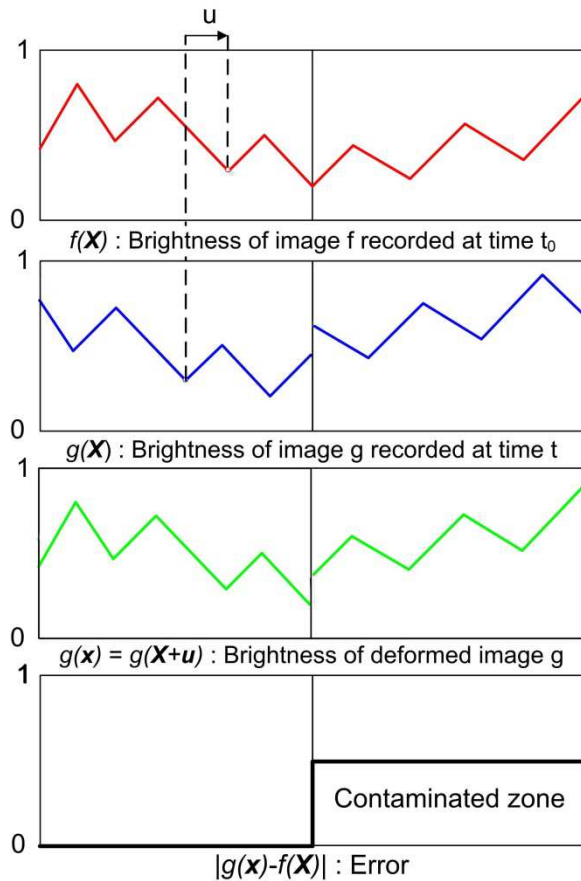 u
1
0
f(X) : Brightness of image f recorded at time t₀
1
0
g(X) : Brightness of image g recorded at time t
1
0
g(x) = g(X+u) : Brightness of deformed image g
1
Contaminated zone
0
|g(x)-f(X)| : Error